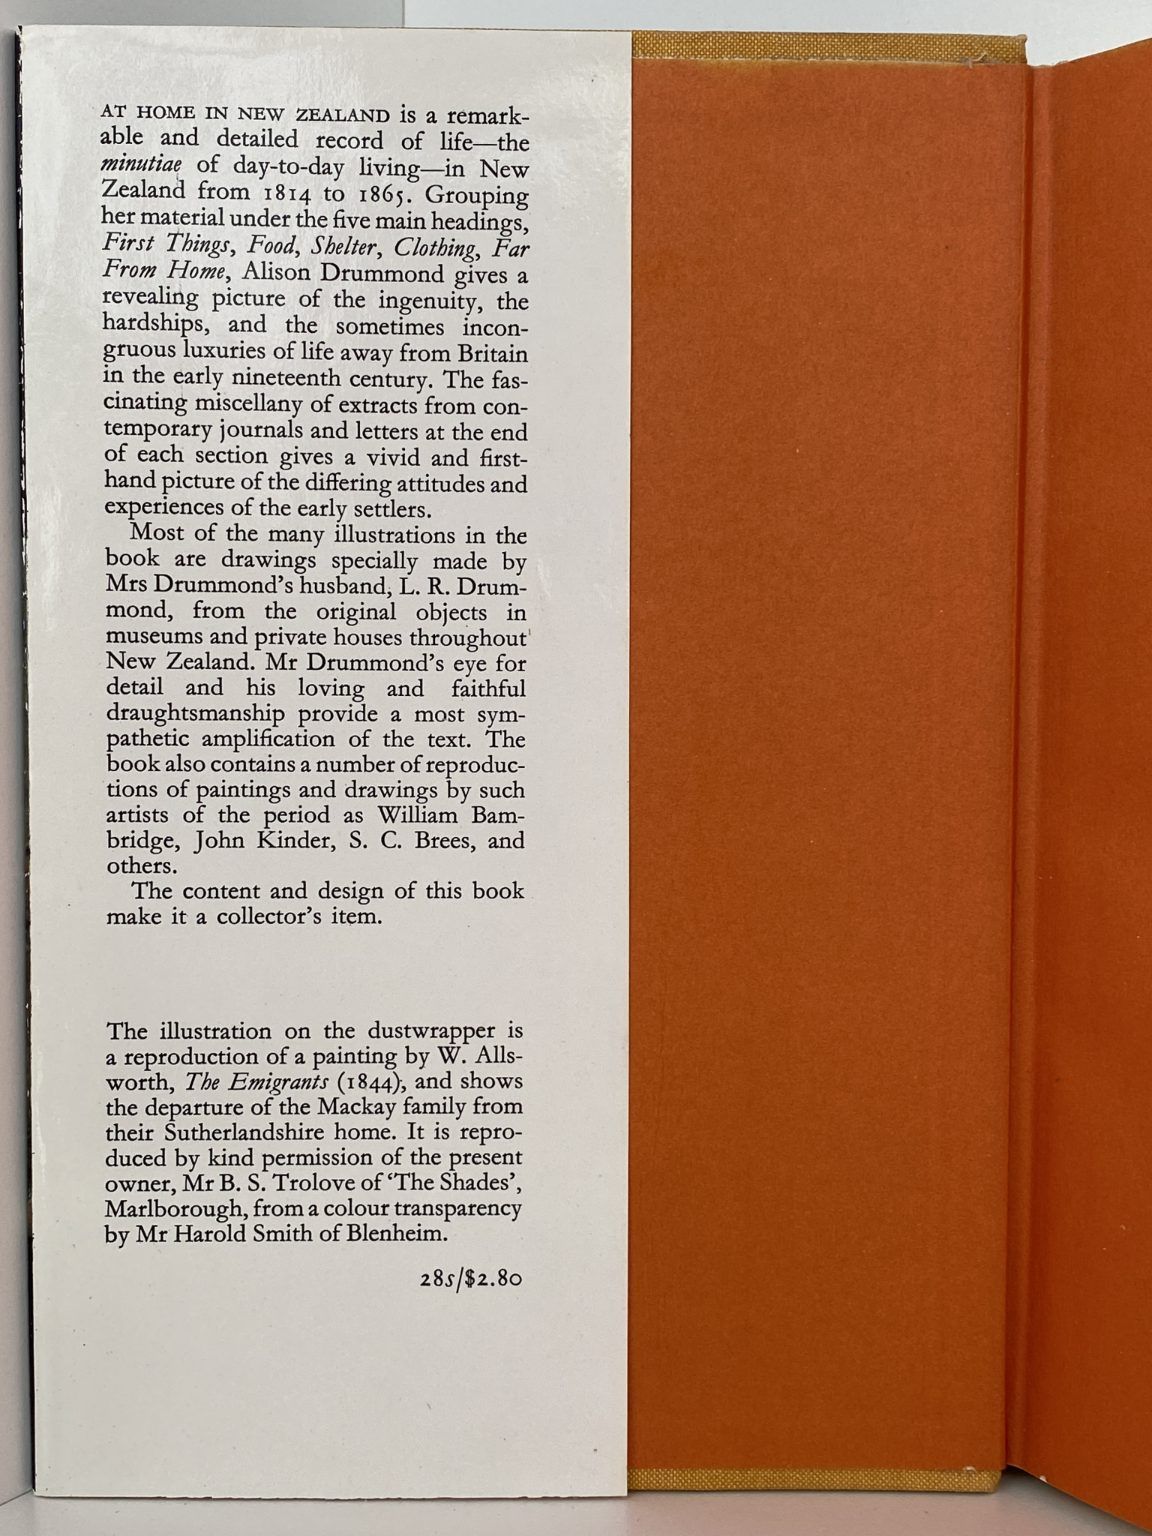 AT HOME IN NEW ZEALAND is a remark-
able and detailed record of life—the
minutiae of day-to-day living—in New
Zealand from 1814 to 1865. Grouping
her material under the five main headings,
First Things, Food, Shelter, Clothing, Far
From Home, Alison Drummond gives a
revealing picture of the ingenuity, the
hardships, and the sometimes incon-
gruous luxuries of life away from Britain
in the early nineteenth century. The fas-
cinating miscellany of extracts from con-
temporary journals and letters at the end
of each section gives a vivid and first-
hand picture of the differing attitudes and
experiences of the early settlers.
Most of the many illustrations in the
book are drawings specially made by
Mrs Drummond's husband, L. R. Drum-
mond, from the original objects in
museums and private houses throughout
New Zealand. Mr Drummond's eye for
detail and his loving and faithful
draughtsmanship provide a most sym-
pathetic amplification of the text. The
book also contains a number of reproduc-
tions of paintings and drawings by such
artists of the period as William Bam-
bridge, John Kinder, S. C. Brees, and
others.
The content and design of this book
make it a collector's item.
The illustration on the dustwrapper is
a reproduction of a painting by W. Alls-
worth, The Emigrants (1844), and shows
the departure of the Mackay family from
their Sutherlandshire home. It is repro-
duced by kind permission of the present
owner, Mr B. S. Trolove of 'The Shades',
Marlborough, from a colour transparency
by Mr Harold Smith of Blenheim.
28s/$2.80